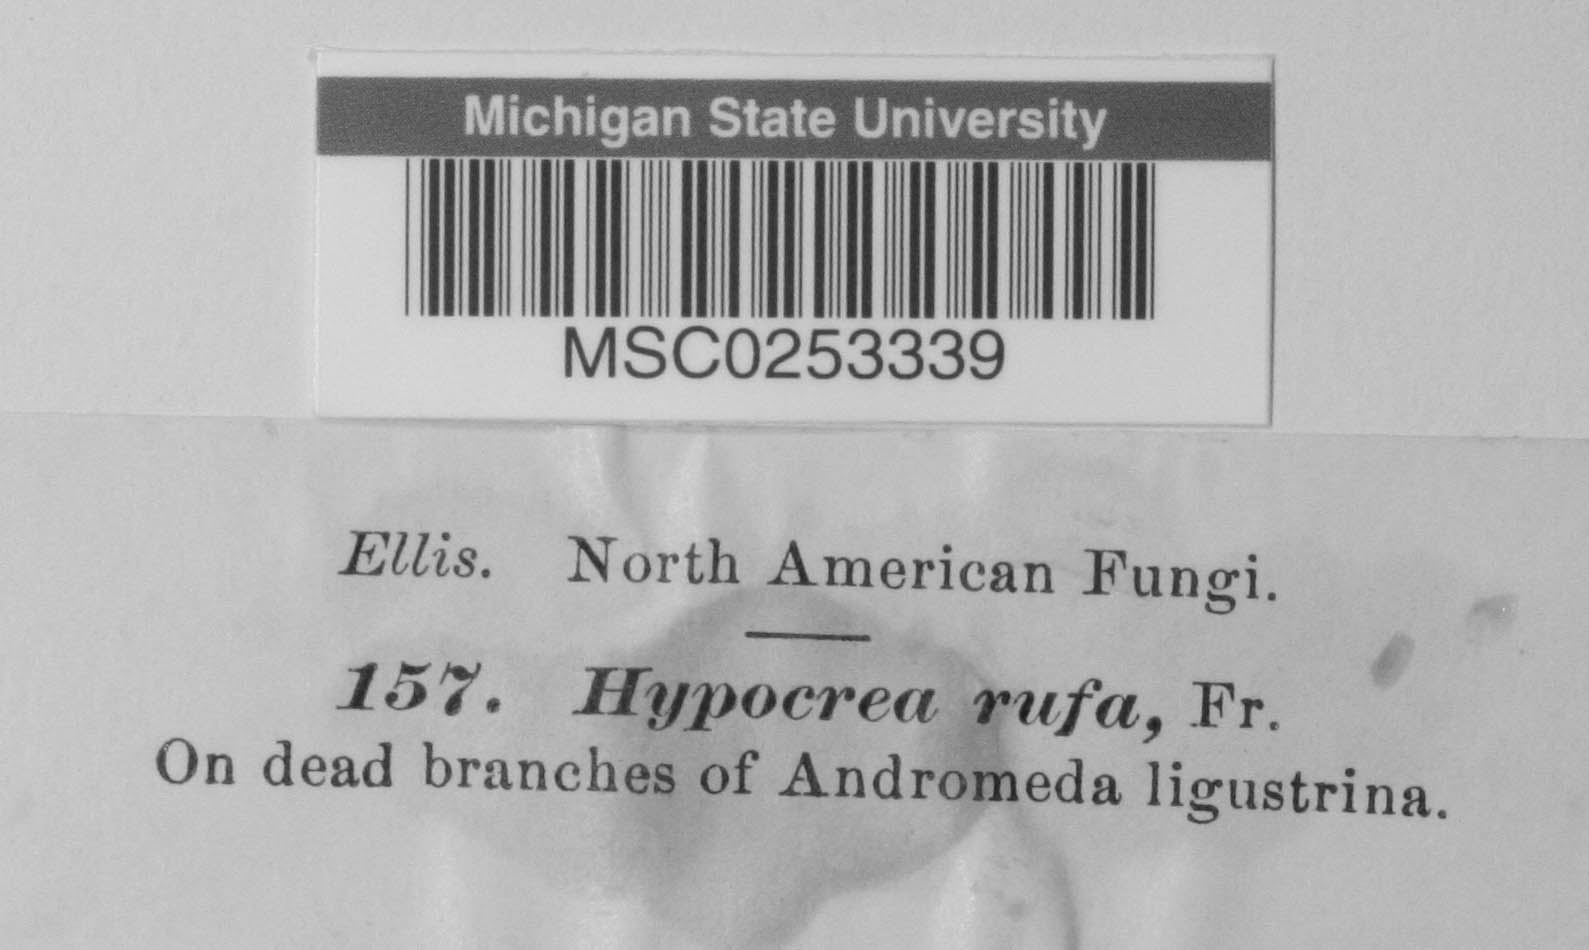 Michigan State University
MSC0253339
Ellis. North American Fungi.
157. Hypocrea rufa, Fr.
On dead branches of Andromeda ligustrina.